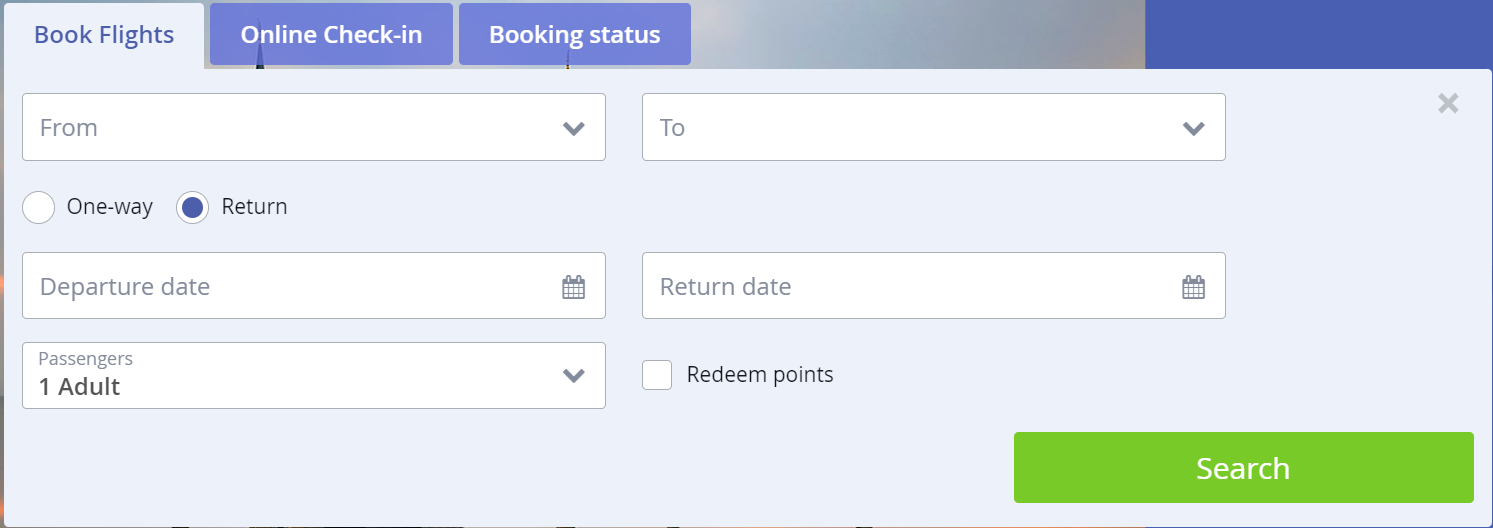 Book Flights
Online Check-in
Booking status
From
To
One-way
Return
Departure date
Return date
Passengers
1 Adult
Redeem points
Search